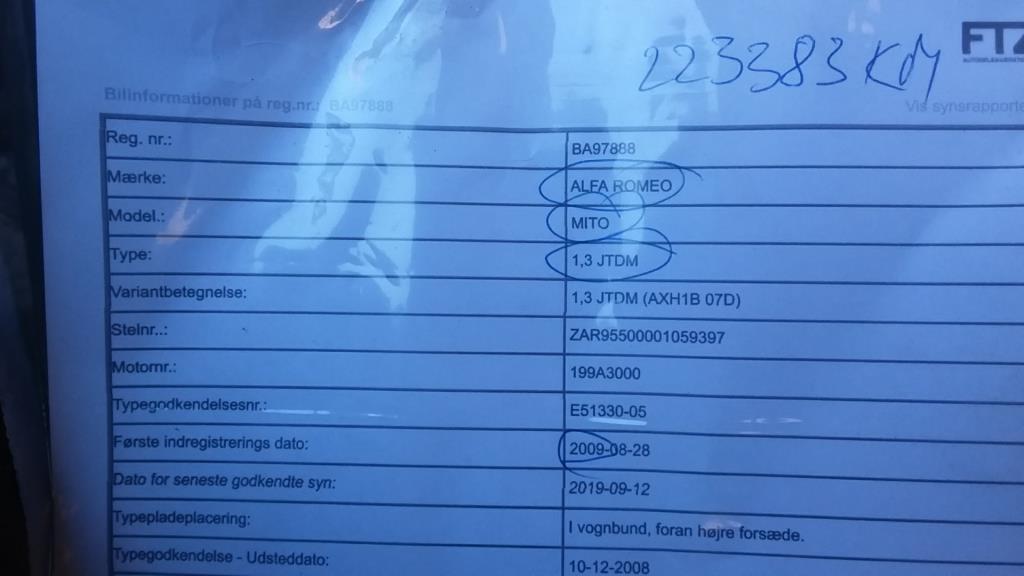 223383 KM
FTZ
Bilinformationer på reg.nr.: BA97888
Vis synsrapporte
Reg. nr.: BA97888
Mærke: ALFA ROMEO
Model.: MITO
Type: 1,3 JTDM
Variantbetegnelse: 1,3 JTDM (AXH1B 07D)
Stelnr..: ZAR95500001059397
Motornr.: 199A3000
Typegodkendelsesnr.: E51330-05
Første indregistrerings dato: 2009-08-28
Dato for seneste godkendte syn: 2019-09-12
Typepladeplacering: I vognbund, foran højre forsæde.
Typegodkendelse - Udsteddato: 10-12-2008